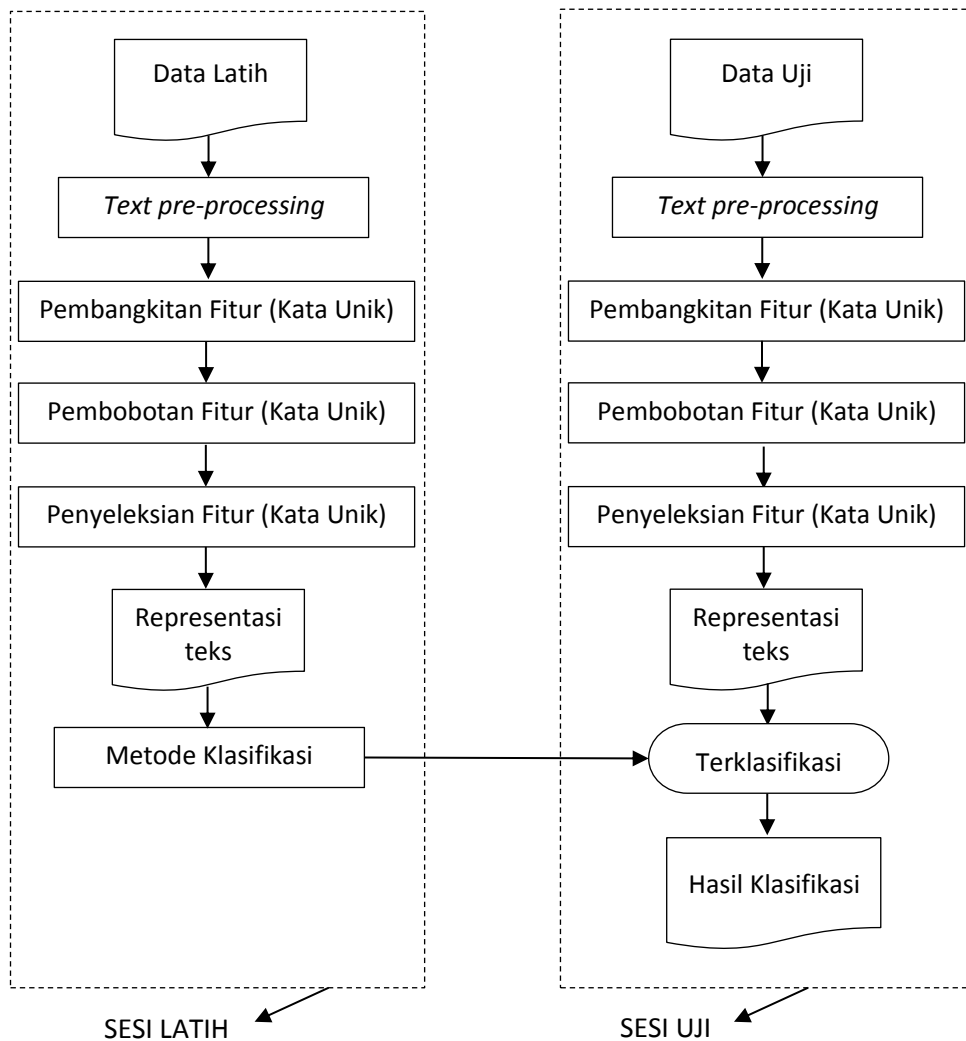 Data Latih
Text pre-processing
Pembangkitan Fitur (Kata Unik)
Pembobotan Fitur (Kata Unik)
Penyeleksian Fitur (Kata Unik)
Representasi
teks
Metode Klasifikasi
SESI LATIH
Data Uji
Text pre-processing
Pembangkitan Fitur (Kata Unik)
Pembobotan Fitur (Kata Unik)
Penyeleksian Fitur (Kata Unik)
Representasi
teks
Terklasifikasi
Hasil Klasifikasi
SESI UJI